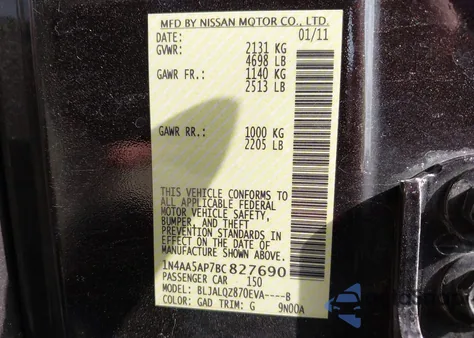 MFD BY NISSAN MOTOR CO., LTD.
DATE: 01/11
GVWR: 2131 KG
4698 LB
GAWR FR.: 1140 KG
2513 LB
GAWR RR.: 1000 KG
2205 LB
THIS VEHICLE CONFORMS TO
ALL APPLICABLE FEDERAL
MOTOR VEHICLE SAFETY,
BUMPER, AND THEFT
PREVENTION STANDARDS IN
EFFECT ON THE DATE OF
MANUFACTURE SHOWN ABOVE.
1N4AA5AP7BC 827690
PASSENGER CAR 150
MODEL: BLJALQZ870EVA----B
COLOR: GAD TRIM: G 9N00A